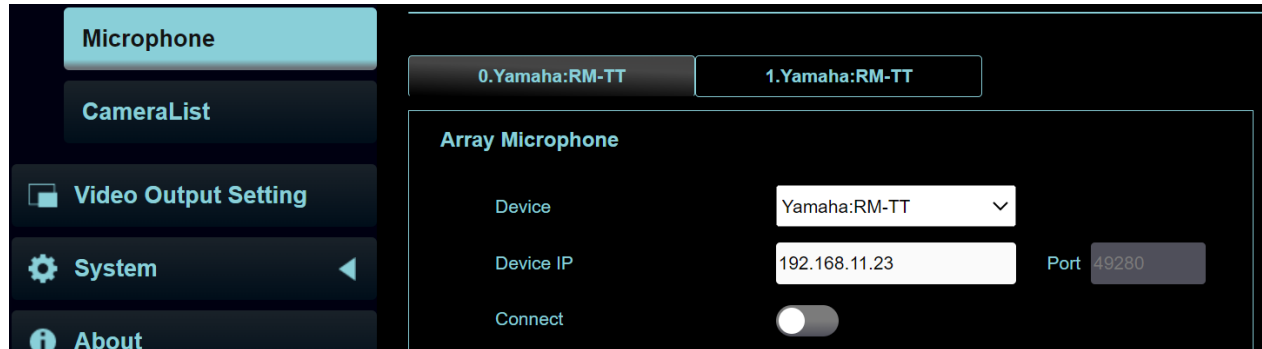 Microphone
CameraList
Video Output Setting
System
About
0.Yamaha:RM-TT 1.Yamaha:RM-TT
Array Microphone
Device Yamaha:RM-TT
Device IP 192.168.11.23 Port 49280
Connect